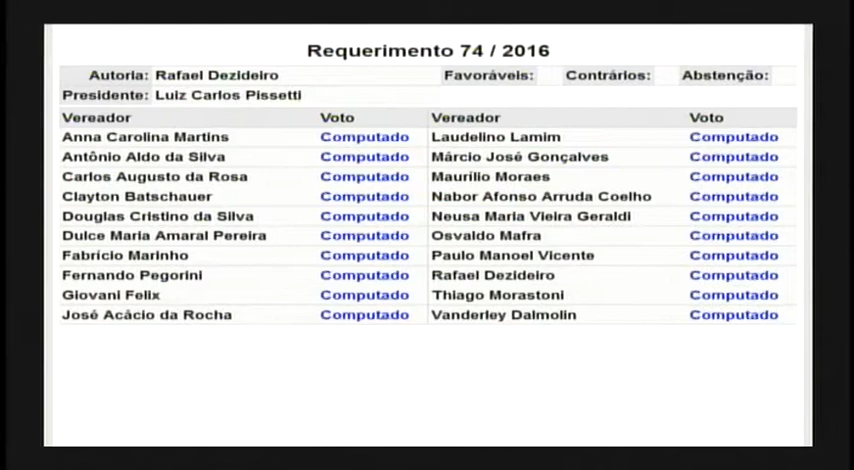 Requerimento 74 / 2016
Autoria: Rafael Dezideiro Favoráveis: Contrários: Abstenção:
Presidente: Luiz Carlos Pissetti
Vereador Voto Vereador Voto
Anna Carolina Martins Computado Laudelino Lamim Computado
Antônio Aldo da Silva Computado Márcio José Gonçalves Computado
Carlos Augusto da Rosa Computado Maurílio Moraes Computado
Clayton Batschauer Computado Nabor Afonso Arruda Coelho Computado
Douglas Cristino da Silva Computado Neusa Maria Vieira Geraldi Computado
Dulce Maria Amaral Pereira Computado Osvaldo Mafra Computado
Fabrício Marinho Computado Paulo Manoel Vicente Computado
Fernando Pegorini Computado Rafael Dezideiro Computado
Giovani Felix Computado Thiago Morastoni Computado
José Acácio da Rocha Computado Vanderley Dalmolin Computado